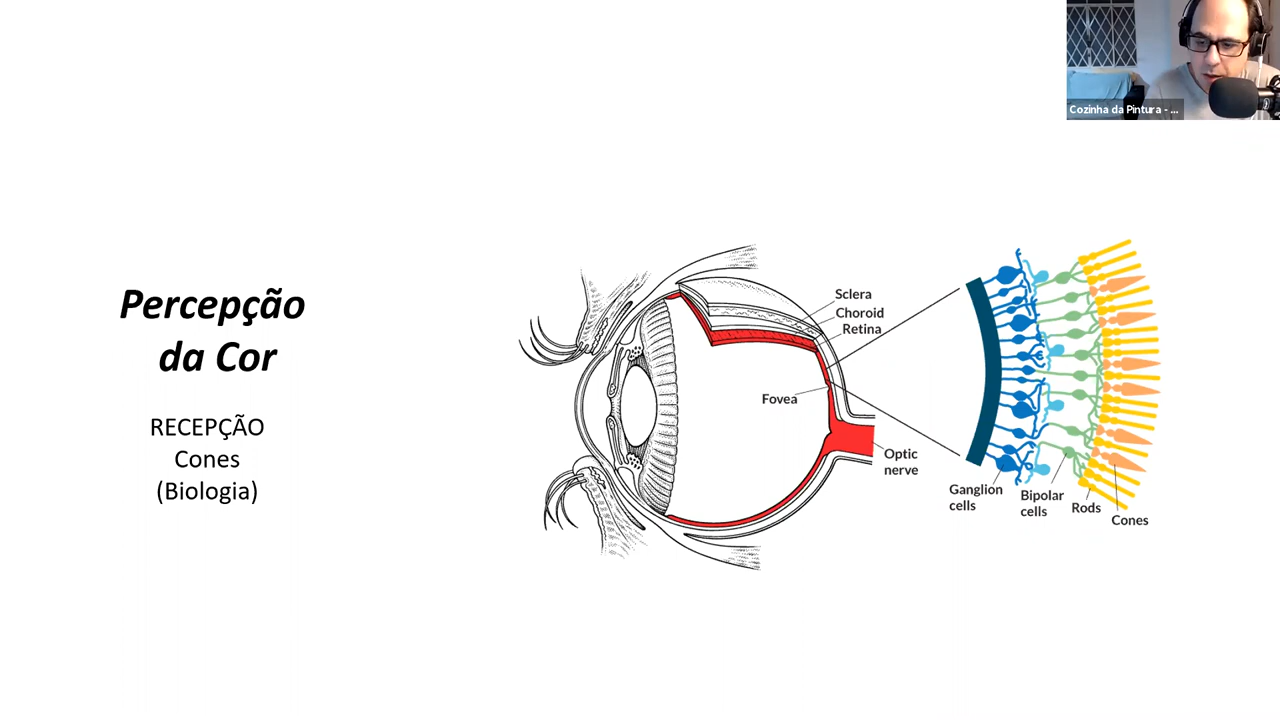 Cozinha da Pintura - ...
Percepção
da Cor
RECEPÇÃO
Cones
(Biologia)
Sclera
Choroid
Retina
Fovea
Optic
nerve
Ganglion
cells
Bipolar
cells
Rods
Cones